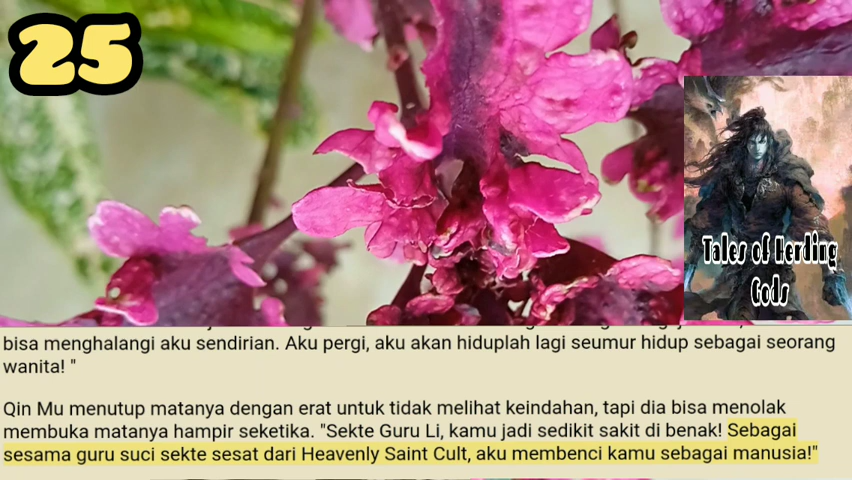 25
Tales of Herding
Gods
bisa menghalangi aku sendirian. Aku pergi, aku akan hiduplah lagi seumur hidup sebagai seorang
wanita! "
Qin Mu menutup matanya dengan erat untuk tidak melihat keindahan, tapi dia bisa menolak
membuka matanya hampir seketika. "Sekte Guru Li, kamu jadi sedikit sakit di benak! Sebagai
sesama guru suci sekte sesat dari Heavenly Saint Cult, aku membenci kamu sebagai manusia!"